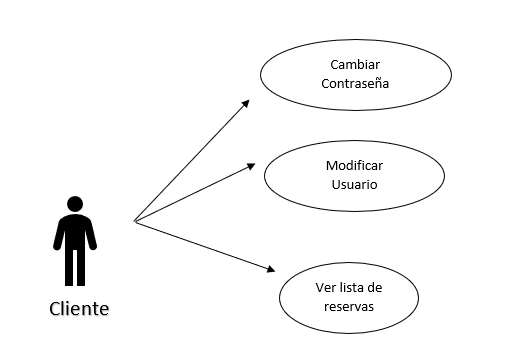 Cambiar
Contraseña
Modificar
Usuario
Ver lista de
reservas
Cliente